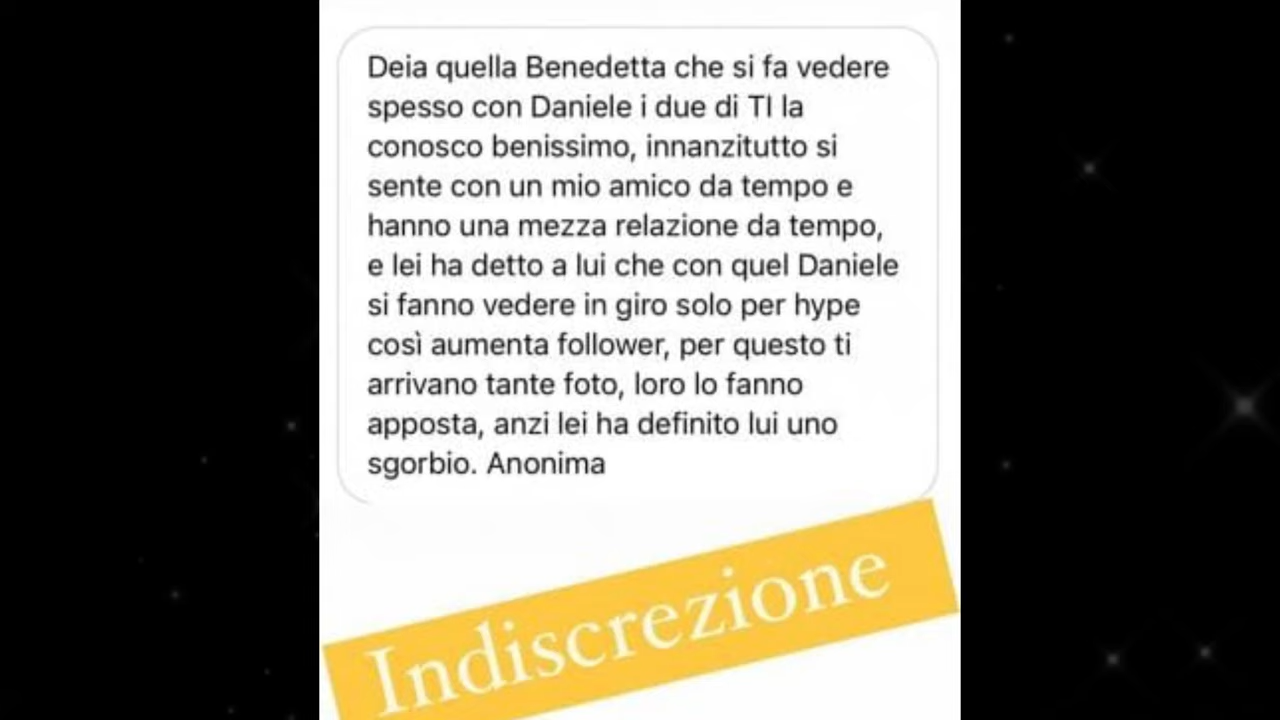 Deia quella Benedetta che si fa vedere
spesso con Daniele i due di TI la
conosco benissimo, innanzitutto si
sente con un mio amico da tempo e
hanno una mezza relazione da tempo,
e lei ha detto a lui che con quel Daniele
si fanno vedere in giro solo per hype
così aumenta follower, per questo ti
arrivano tante foto, loro lo fanno
apposta, anzi lei ha definito lui uno
sgorbio. Anonima
Indiscrezione